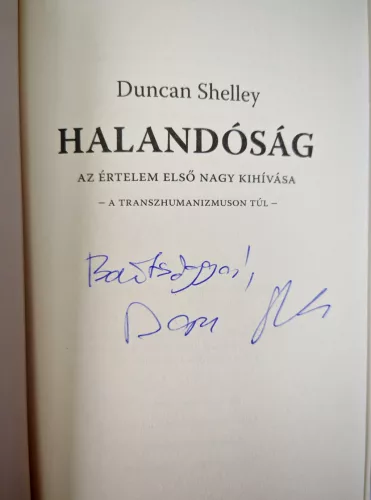 Duncan Shelley
HALANDÓSÁG
AZ ÉRTELEM ELSŐ NAGY KIHÍVÁSA
– A TRANSZHUMANIZMUSON TÚL –
Barátsággal,